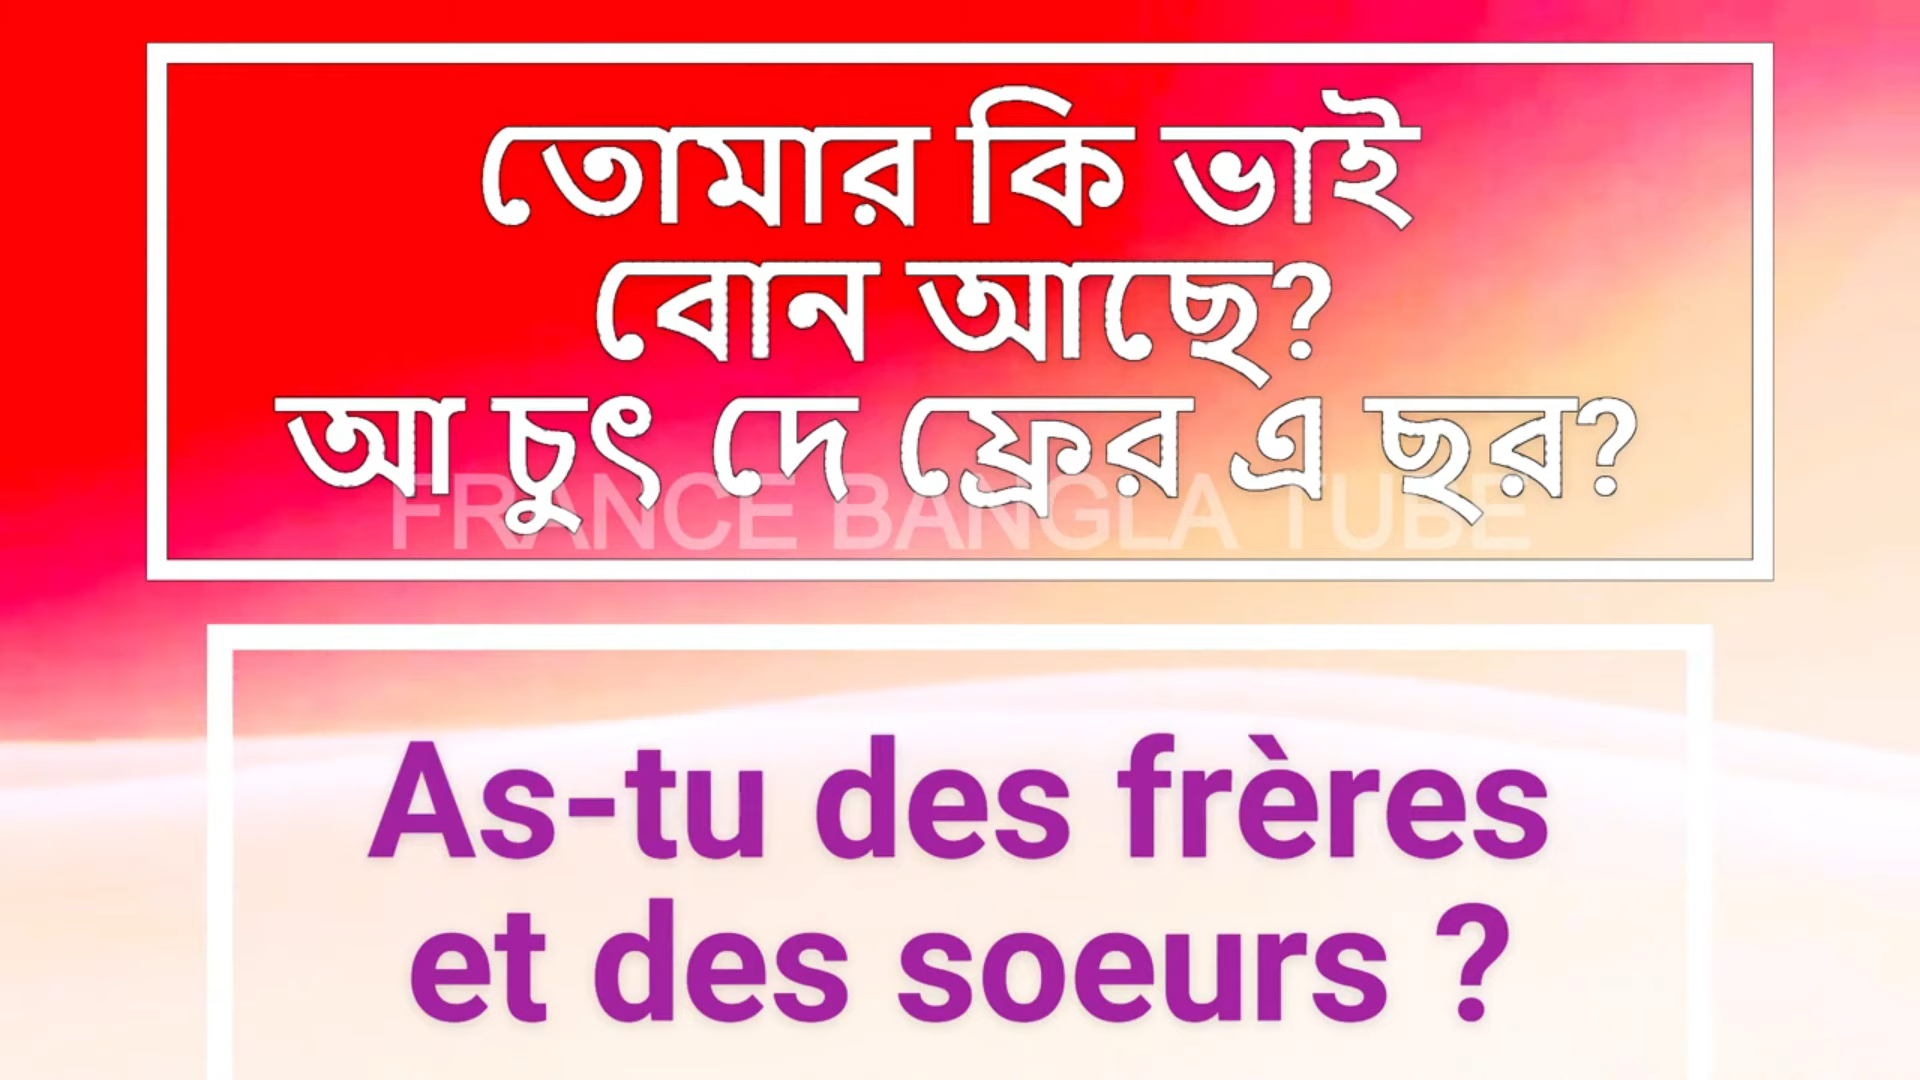 তোমার কি ভাই
বোন আছে?
আ চুৎ দে ফ্রের এ ছর?
FRANCE BANGLA TUBE
As-tu des frères
et des soeurs ?